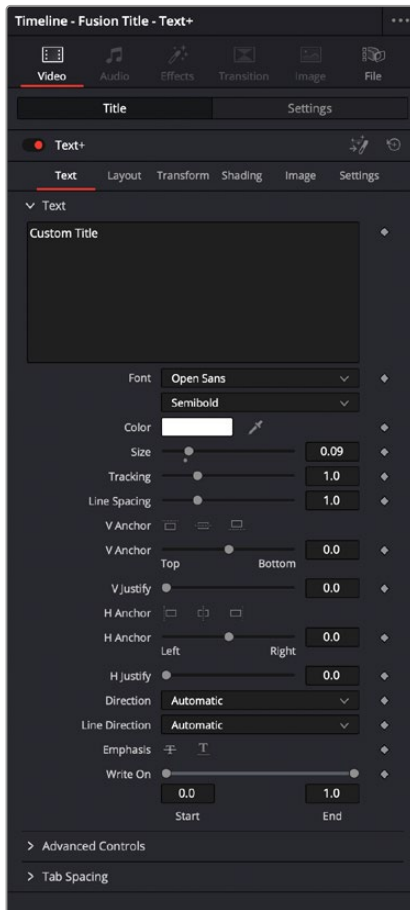 Timeline - Fusion Title - Text+
Video Audio Effects Transition Image File
Title Settings
Text+
Text Layout Transform Shading Image Settings
Text
Custom Title
Font Open Sans
Semibold
Color
Size 0.09
Tracking 1.0
Line Spacing 1.0
V Anchor
V Anchor 0.0
Top Bottom
V Justify 0.0
H Anchor
H Anchor 0.0
Left Right
H Justify 0.0
Direction Automatic
Line Direction Automatic
Emphasis T T
Write On
0.0 1.0
Start End
Advanced Controls
Tab Spacing